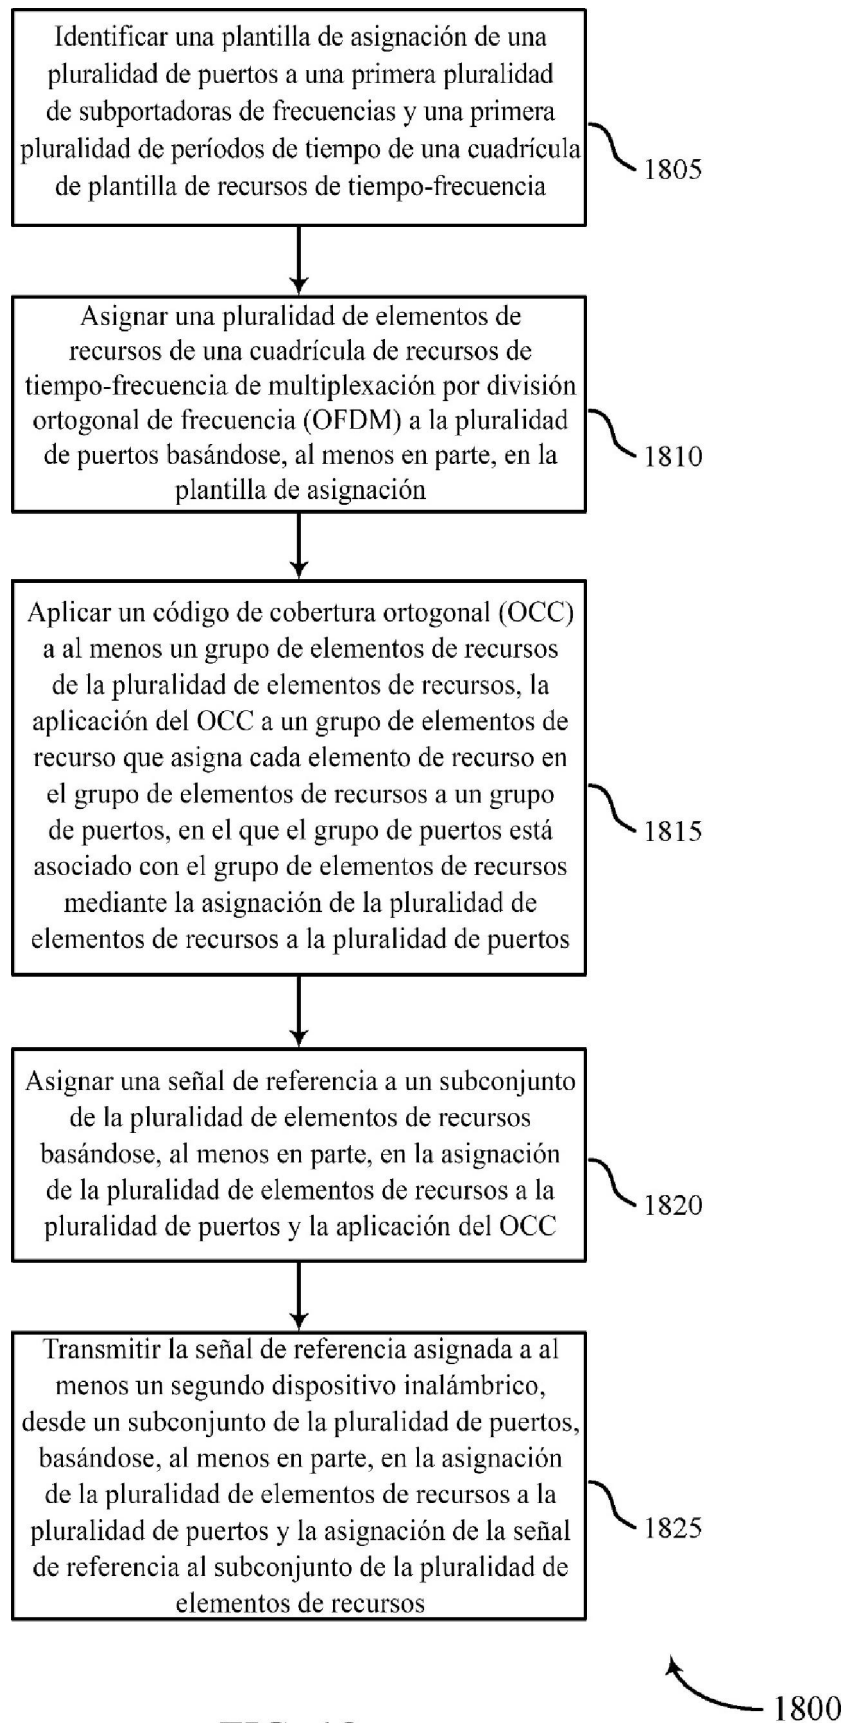 Identificar una plantilla de asignación de una
pluralidad de puertos a una primera pluralidad
de subportadoras de frecuencias y una primera
pluralidad de períodos de tiempo de una cuadrícula
de plantilla de recursos de tiempo-frecuencia
1805
Asignar una pluralidad de elementos de
recursos de una cuadrícula de recursos de
tiempo-frecuencia de multiplexación por división
ortogonal de frecuencia (OFDM) a la pluralidad
de puertos basándose, al menos en parte, en la
plantilla de asignación
1810
Aplicar un código de cobertura ortogonal (OCC)
a al menos un grupo de elementos de recursos
de la pluralidad de elementos de recursos, la
aplicación del OCC a un grupo de elementos de
recurso que asigna cada elemento de recurso en
el grupo de elementos de recursos a un grupo
de puertos, en el que el grupo de puertos está
asociado con el grupo de elementos de recursos
mediante la asignación de la pluralidad de
elementos de recursos a la pluralidad de puertos
1815
Asignar una señal de referencia a un subconjunto
de la pluralidad de elementos de recursos
basándose, al menos en parte, en la asignación
de la pluralidad de elementos de recursos a la
pluralidad de puertos y la aplicación del OCC
1820
Transmitir la señal de referencia asignada a al
menos un segundo dispositivo inalámbrico,
desde un subconjunto de la pluralidad de puertos,
basándose, al menos en parte, en la asignación
de la pluralidad de elementos de recursos a la
pluralidad de puertos y la asignación de la señal
de referencia al subconjunto de la pluralidad de
elementos de recursos
1825
1800